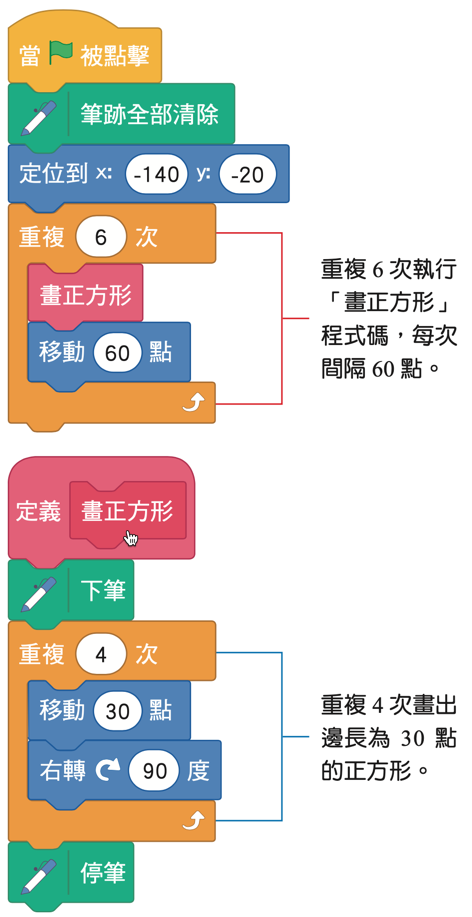 當 被點擊
筆跡全部清除
定位到 x: -140 y: -20
重複 6 次
畫正方形
移動 60 點
重複 6 次執行
「畫正方形」
程式碼，每次
間隔 60 點。
定義 畫正方形
下筆
重複 4 次
移動 30 點
右轉 90 度
停筆
重複 4 次畫出
邊長為 30 點
的正方形。